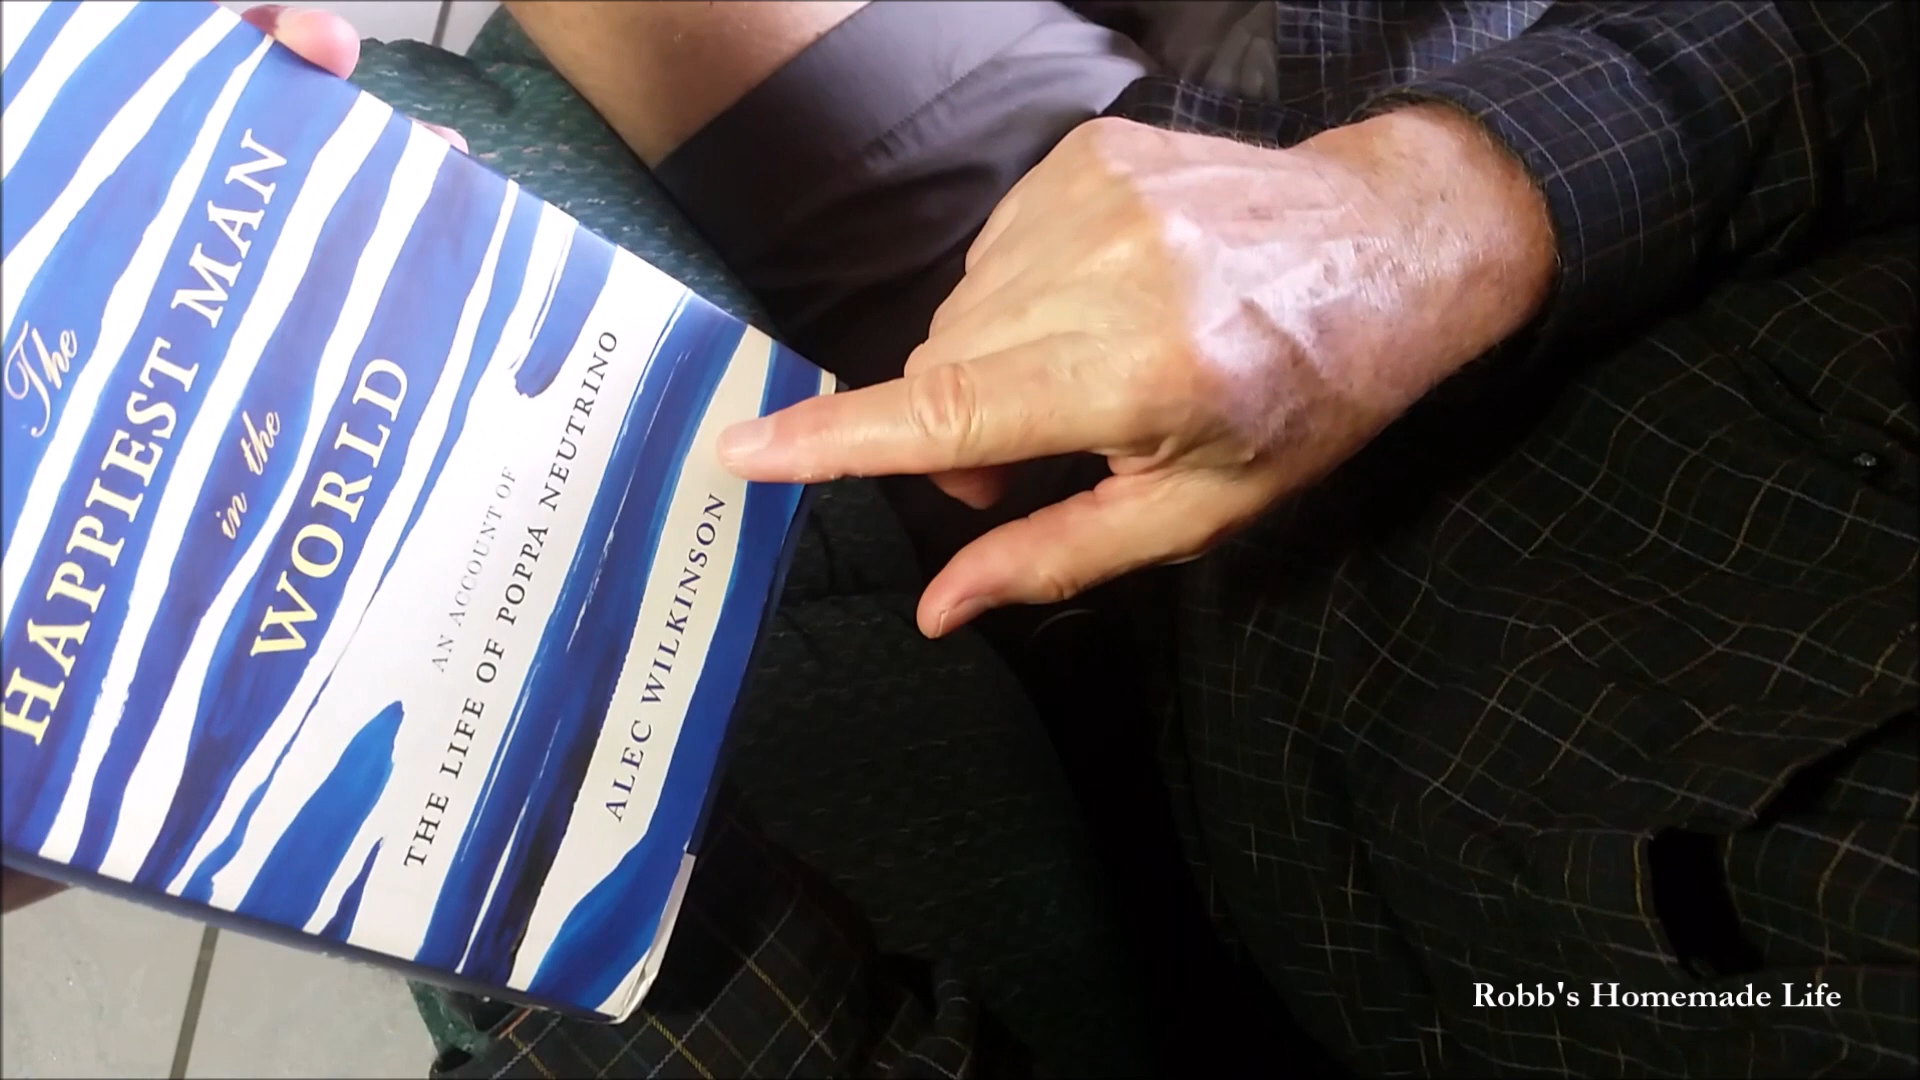 The
HAPPIEST MAN
in the
WORLD
AN ACCOUNT OF
THE LIFE OF POPPA NEUTRINO
ALEC WILKINSON
Robb's Homemade Life